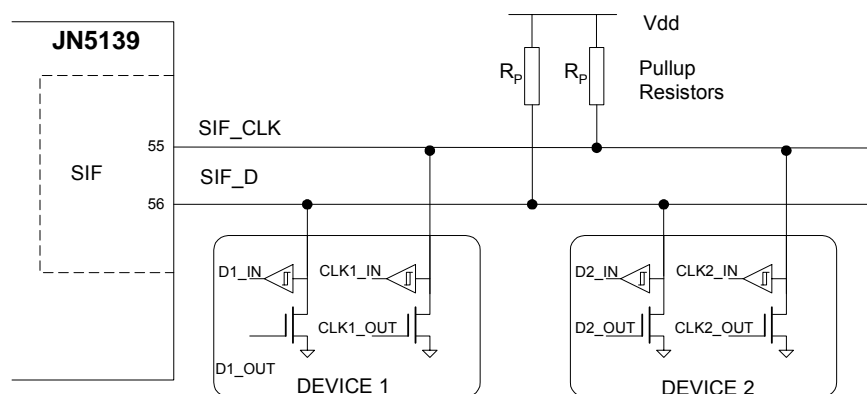 JN5139
Vdd
RP
RP
Pullup
Resistors
SIF_CLK
55
SIF
SIF_D
56
D1_IN
CLK1_IN
D2_IN
CLK2_IN
CLK1_OUT
D2_OUT
CLK2_OUT
D1_OUT
DEVICE 1
DEVICE 2